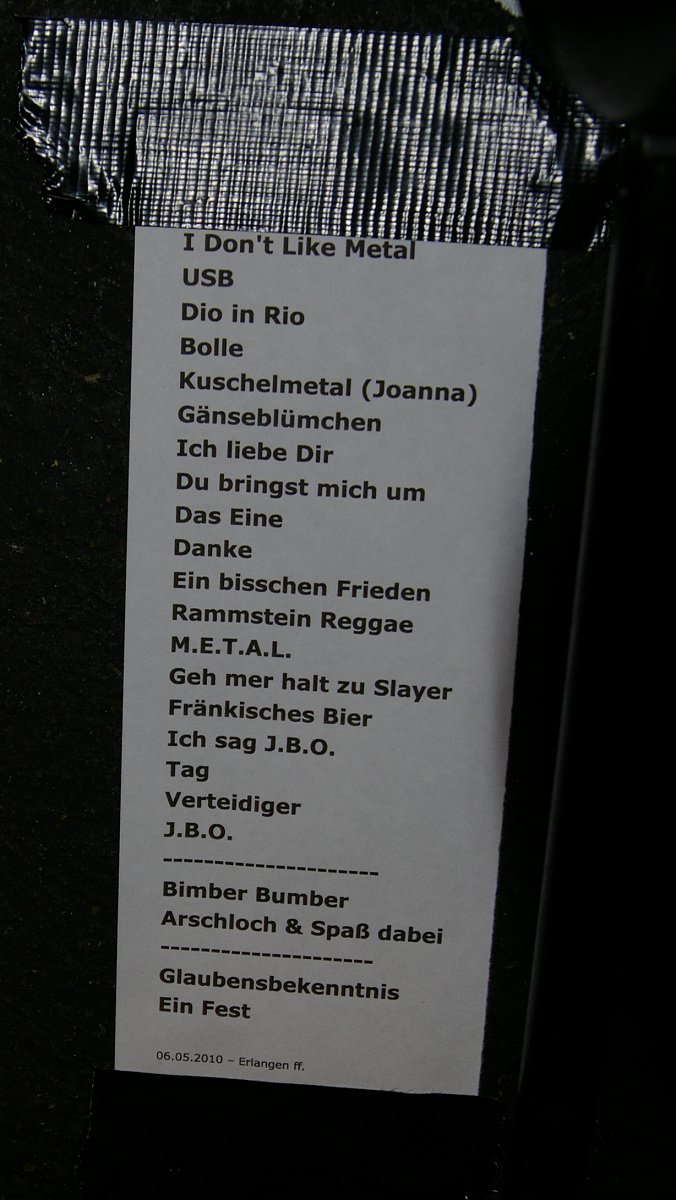 I Don't Like Metal
USB
Dio in Rio
Bolle
Kuschelmetal (Joanna)
Gänseblümchen
Ich liebe Dir
Du bringst mich um
Das Eine
Danke
Ein bisschen Frieden
Rammstein Reggae
M.E.T.A.L.
Geh mer halt zu Slayer
Fränkisches Bier
Ich sag J.B.O.
Tag
Verteidiger
J.B.O.
---------------------
Bimber Bumber
Arschloch & Spaß dabei
---------------------
Glaubensbekenntnis
Ein Fest
06.05.2010 – Erlangen ff.